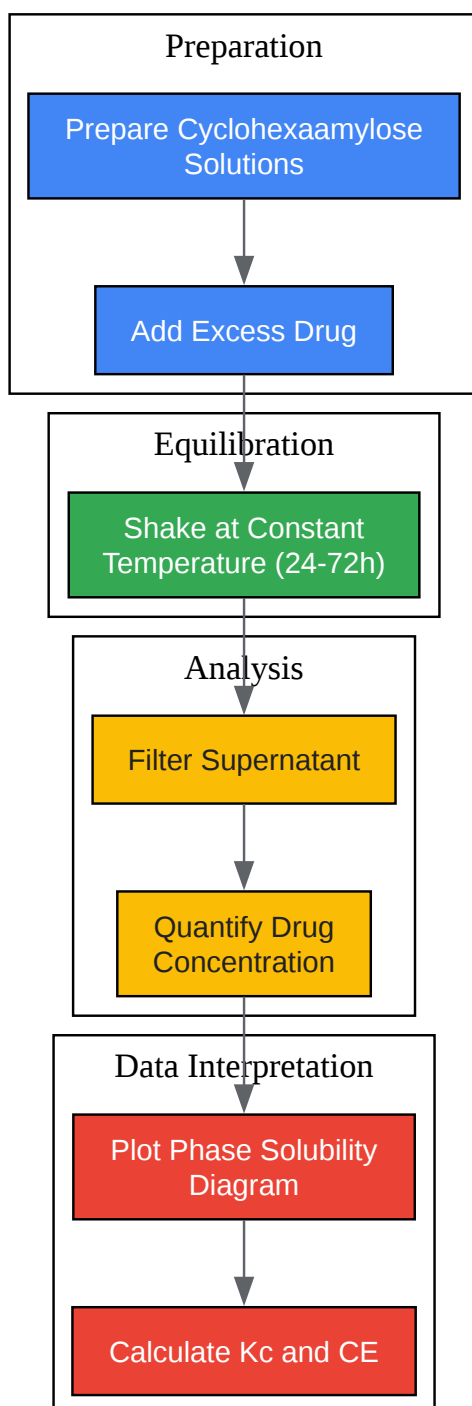 Preparation
Prepare Cyclohexaamylose
Solutions
Add Excess Drug
Equilibration
Shake at Constant
Temperature (24-72h)
Analysis
Filter Supernatant
Quantify Drug
Concentration
Data Interpretation
Plot Phase Solubility
Diagram
Calculate Kc and CE